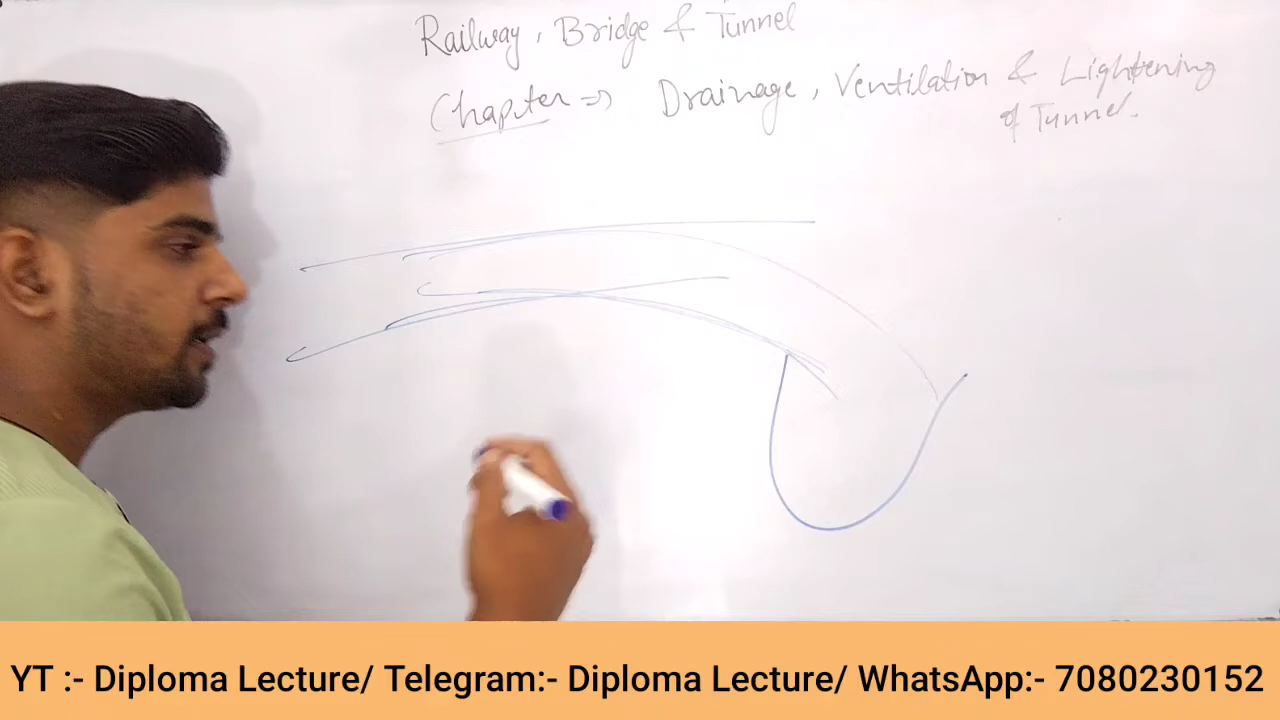 Railway, Bridge & Tunnel
Chapter => Drainage, Ventilation & Lightening
of Tunnel.
YT :- Diploma Lecture/ Telegram:- Diploma Lecture/ WhatsApp:- 7080230152